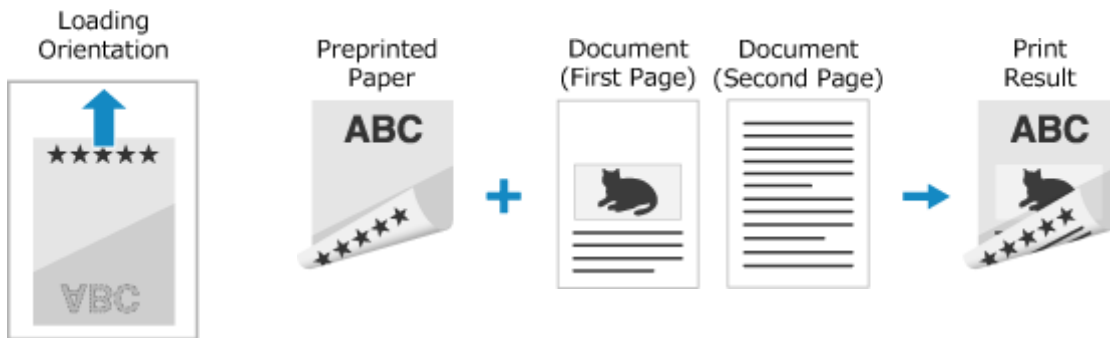 Loading
Orientation
★★★★★
ABC
Preprinted
Paper
ABC
★★★★★
Document
(First Page)
Document
(Second Page)
Print
Result
ABC
★★★★★